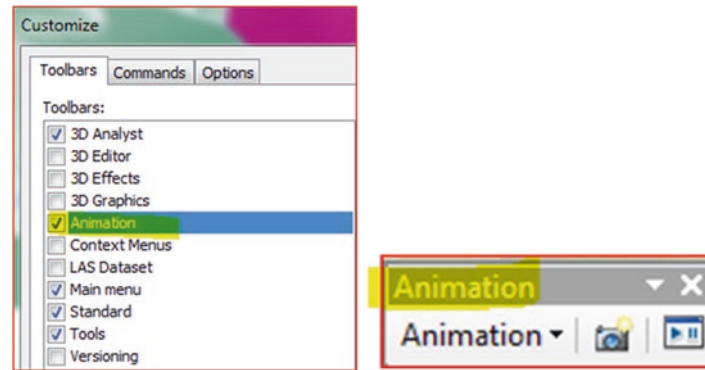 Customize
Toolbars Commands Options
Toolbars:
3D Analyst
3D Editor
3D Effects
3D Graphics
Animation
Context Menus
LAS Dataset
Main menu
Standard
Tools
Versioning
Animation
Animation